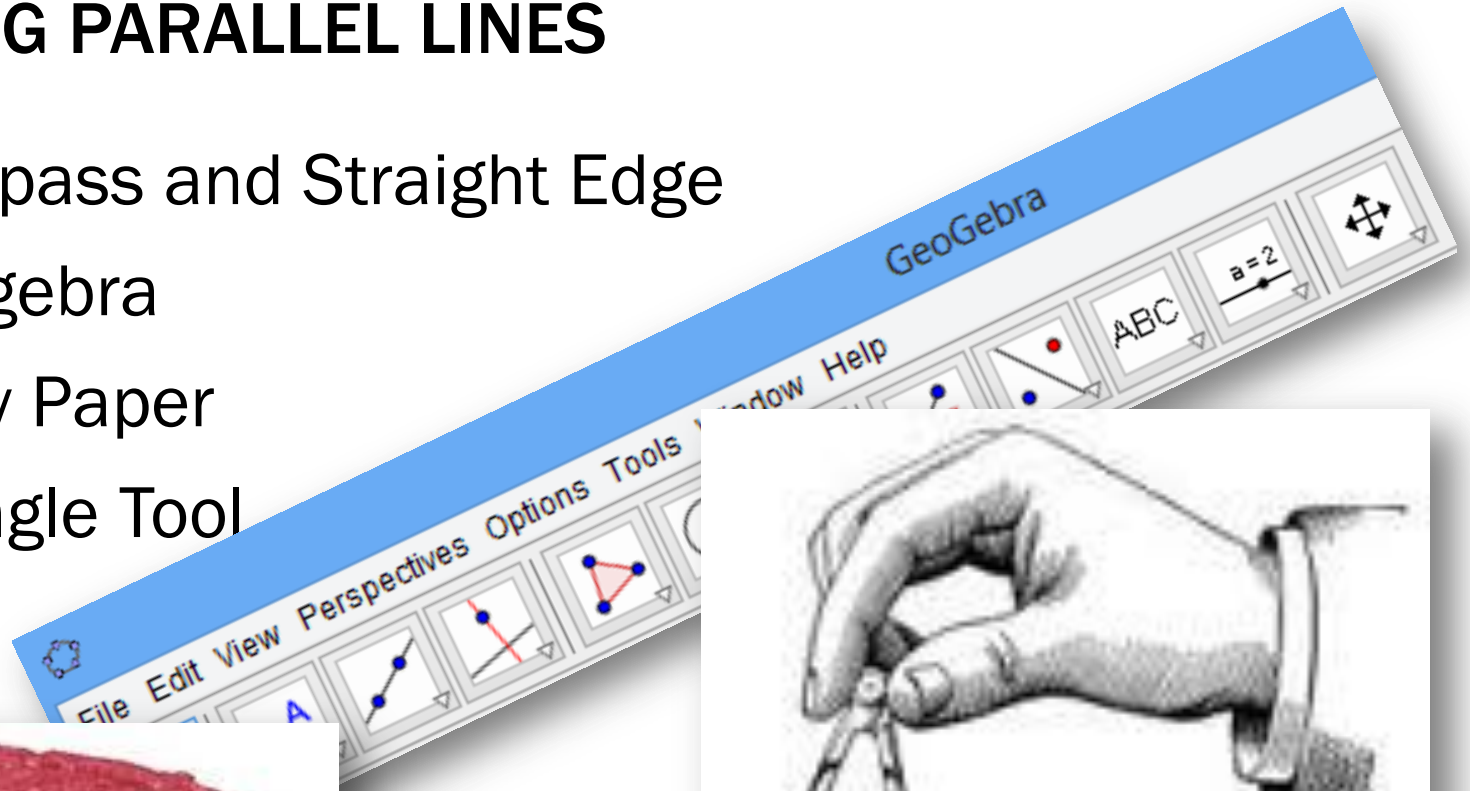 G PARALLEL LINES
pass and Straight Edge
gebra
y Paper
gle Tool
GeoGebra
File Edit View Perspectives Options Tools Window Help
A
ABC
a = 2